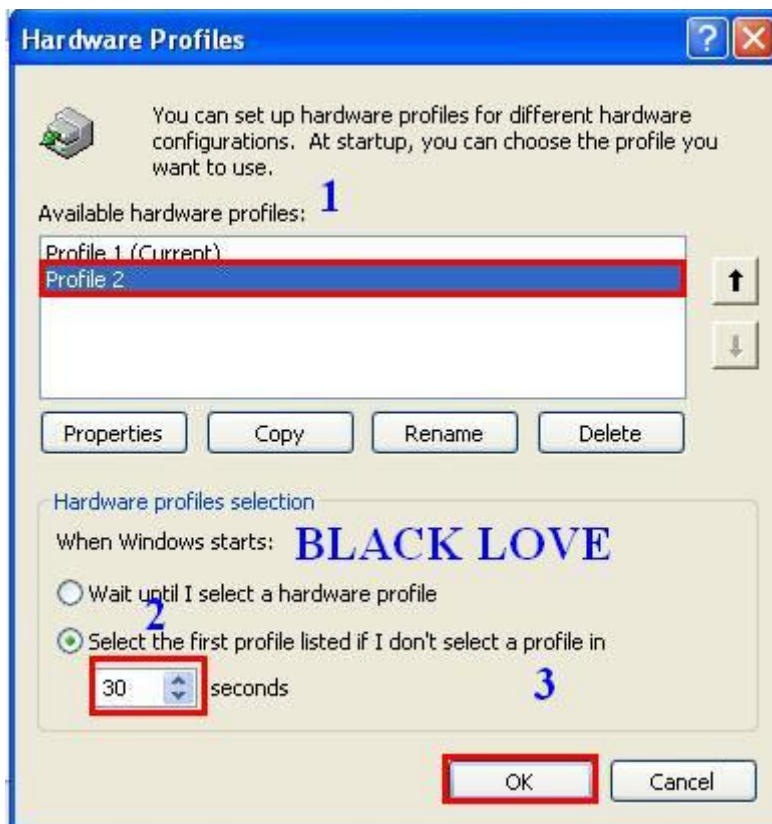 Hardware Profiles
You can set up hardware profiles for different hardware
configurations. At startup, you can choose the profile you
want to use.
1
Available hardware profiles:
Profile 1 (Current)
Profile 2
Properties Copy Rename Delete
Hardware profiles selection
When Windows starts: BLACK LOVE
Wait until I select a hardware profile
2
Select the first profile listed if I don't select a profile in
30 seconds 3
OK Cancel